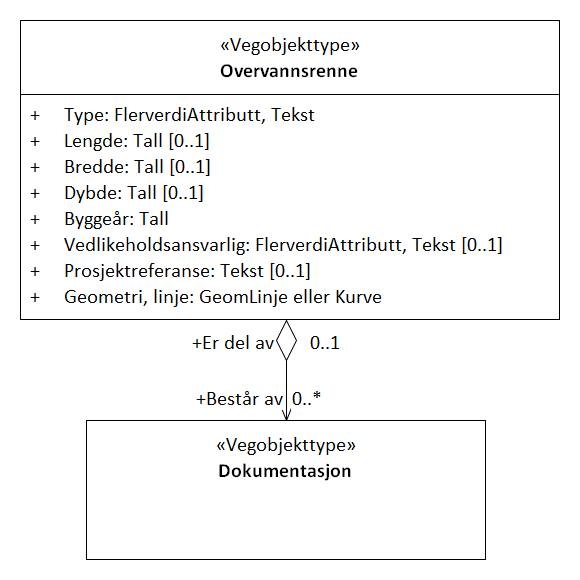 «Vegobjekttype»
Overvannsrenne
+ Type: FlerverdiAttributt, Tekst
+ Lengde: Tall [0..1]
+ Bredde: Tall [0..1]
+ Dybde: Tall [0..1]
+ Byggeår: Tall
+ Vedlikeholdsansvarlig: FlerverdiAttributt, Tekst [0..1]
+ Prosjektreferanse: Tekst [0..1]
+ Geometri, linje: GeomLinje eller Kurve
+Er del av 0..1
+Består av 0..*
«Vegobjekttype»
Dokumentasjon